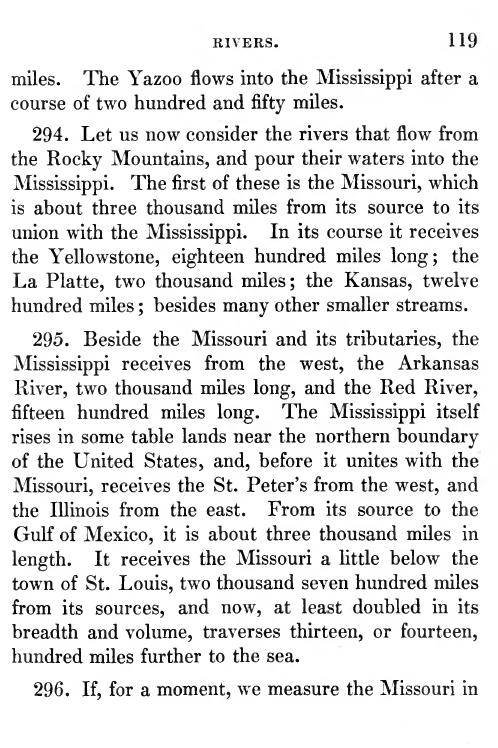 RIVERS. 119
miles. The Yazoo flows into the Mississippi after a
course of two hundred and fifty miles.
294. Let us now consider the rivers that flow from
the Rocky Mountains, and pour their waters into the
Mississippi. The first of these is the Missouri, which
is about three thousand miles from its source to its
union with the Mississippi. In its course it receives
the Yellowstone, eighteen hundred miles long; the
La Platte, two thousand miles; the Kansas, twelve
hundred miles; besides many other smaller streams.
295. Beside the Missouri and its tributaries, the
Mississippi receives from the west, the Arkansas
River, two thousand miles long, and the Red River,
fifteen hundred miles long. The Mississippi itself
rises in some table lands near the northern boundary
of the United States, and, before it unites with the
Missouri, receives the St. Peter's from the west, and
the Illinois from the east. From its source to the
Gulf of Mexico, it is about three thousand miles in
length. It receives the Missouri a little below the
town of St. Louis, two thousand seven hundred miles
from its sources, and now, at least doubled in its
breadth and volume, traverses thirteen, or fourteen,
hundred miles further to the sea.
296. If, for a moment, we measure the Missouri in